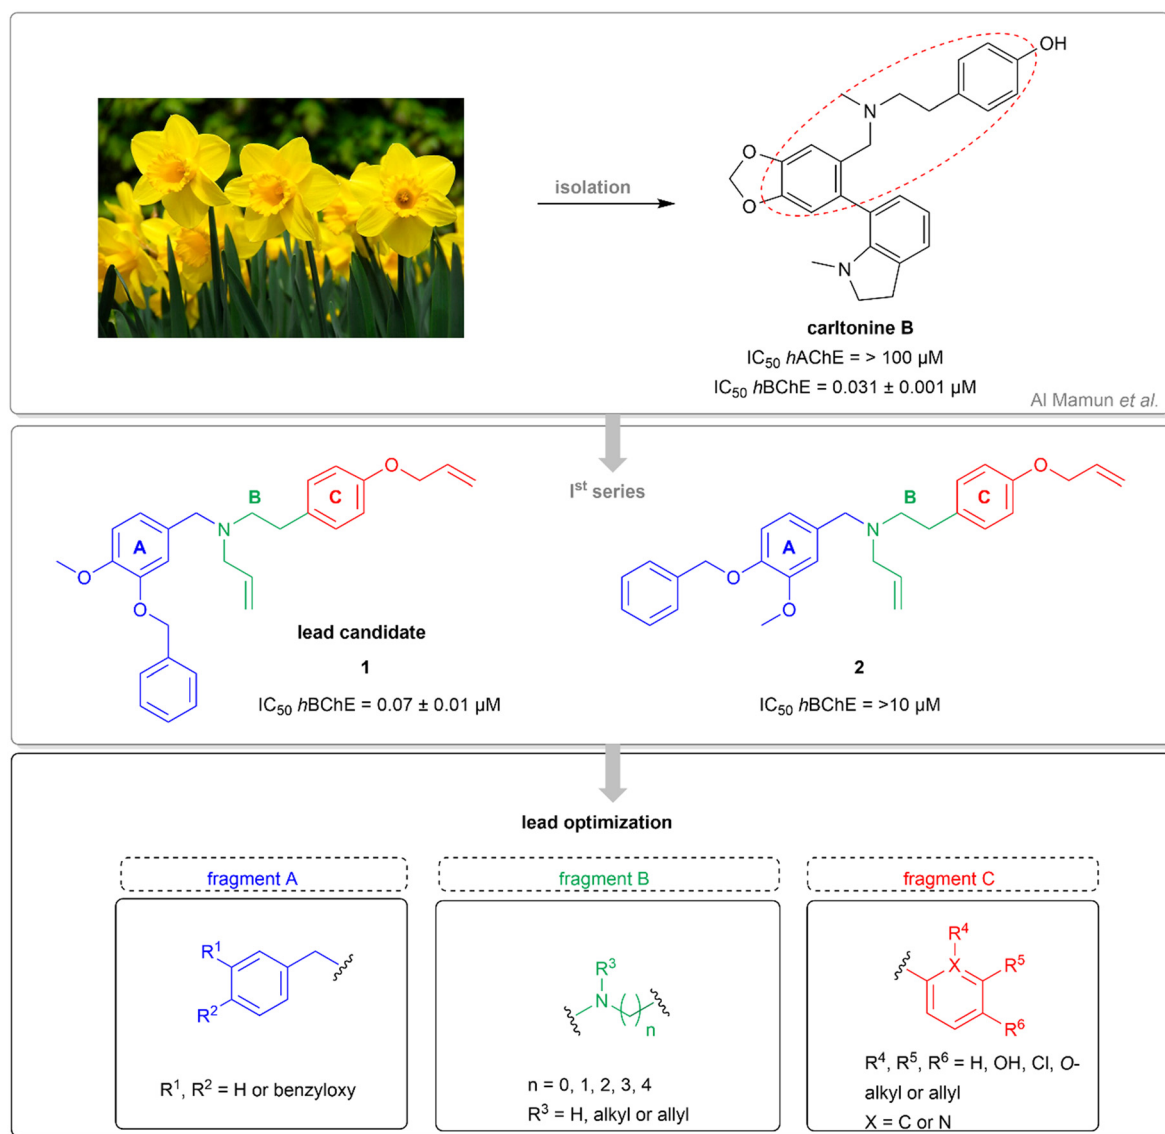 isolation
OH
N
O
O
N
carltonine B
IC50 hAChE = > 100 µM
IC50 hBChE = 0.031 ± 0.001 µM
Al Mamun et al.
Ist series
O
C
B
N
A
O
O
lead candidate
1
IC50 hBChE = 0.07 ± 0.01 µM
O
C
B
N
A
O
O
2
IC50 hBChE = >10 µM
lead optimization
fragment A
fragment B
fragment C
R1
R2
R1, R2 = H or benzyloxy
R3
N
n
n = 0, 1, 2, 3, 4
R3 = H, alkyl or allyl
R4
X
R5
R6
R4, R5, R6 = H, OH, Cl, O-
alkyl or allyl
X = C or N